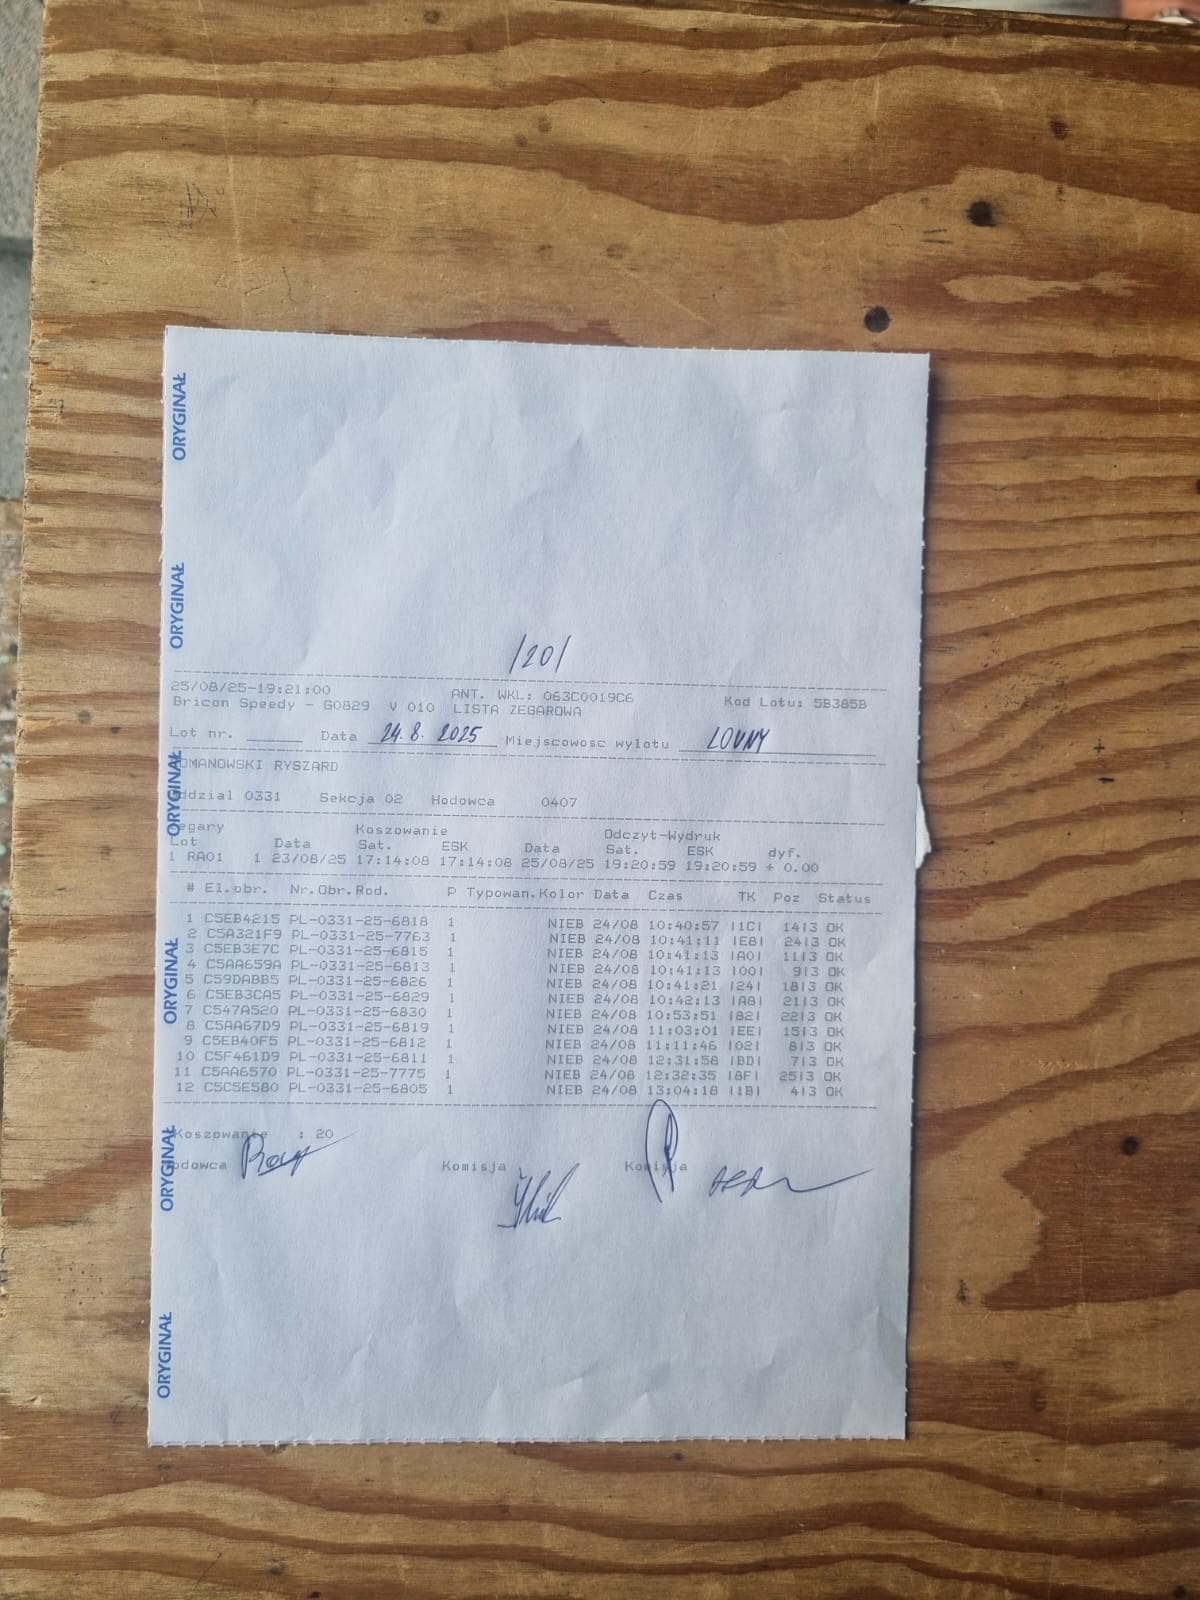 ORYGINAŁ
ORYGINAŁ
ORYGINAŁ
ORYGINAŁ
ORYGINAŁ
ORYGINAŁ
/20/
25/08/25-19:21:00 ANT. WKL: 063C0019C6 Kod Lotu: 5B385B
Bricon Speedy - G0829 V 010 LISTA ZEGAROWA
Lot nr. Data 24.8.2025 Miejscowosc wylotu LOUNY
OMANOWSKI RYSZARD
ddzial 0331 Sekcja 02 Hodowca 0407
egary Koszowanie Odczyt-Wydruk
Lot Data Sat. ESK Data Sat. ESK dyf.
1 RA01 1 23/08/25 17:14:08 17:14:08 25/08/25 19:20:59 19:20:59 + 0.00
# El.obr. Nr.Obr.Rod. P Typowan.Kolor Data Czas TK Poz Status
1 C5EB4215 PL-0331-25-6818 1 NIEB 24/08 10:40:57 |1C| 14|3 OK
2 C5A321F9 PL-0331-25-7763 1 NIEB 24/08 10:41:11 |E8| 24|3 OK
3 C5EB3E7C PL-0331-25-6815 1 NIEB 24/08 10:41:13 |A0| 11|3 OK
4 C5AA659A PL-0331-25-6813 1 NIEB 24/08 10:41:13 |00| 9|3 OK
5 C59DABB5 PL-0331-25-6826 1 NIEB 24/08 10:41:21 |24| 18|3 OK
6 C5EB3CA5 PL-0331-25-6829 1 NIEB 24/08 10:42:13 |A8| 21|3 OK
7 C547A520 PL-0331-25-6830 1 NIEB 24/08 10:53:51 |82| 22|3 OK
8 C5AA67D9 PL-0331-25-6819 1 NIEB 24/08 11:03:01 |EE| 15|3 OK
9 C5EB40F5 PL-0331-25-6812 1 NIEB 24/08 11:11:46 |02| 8|3 OK
10 C5F461D9 PL-0331-25-6811 1 NIEB 24/08 12:31:58 |BD| 7|3 OK
11 C5AA6570 PL-0331-25-7775 1 NIEB 24/08 12:32:35 |8F| 25|3 OK
12 C5C5E580 PL-0331-25-6805 1 NIEB 24/08 13:04:18 |1B| 4|3 OK
Koszowanie : 20
odowca Komisja Komisja